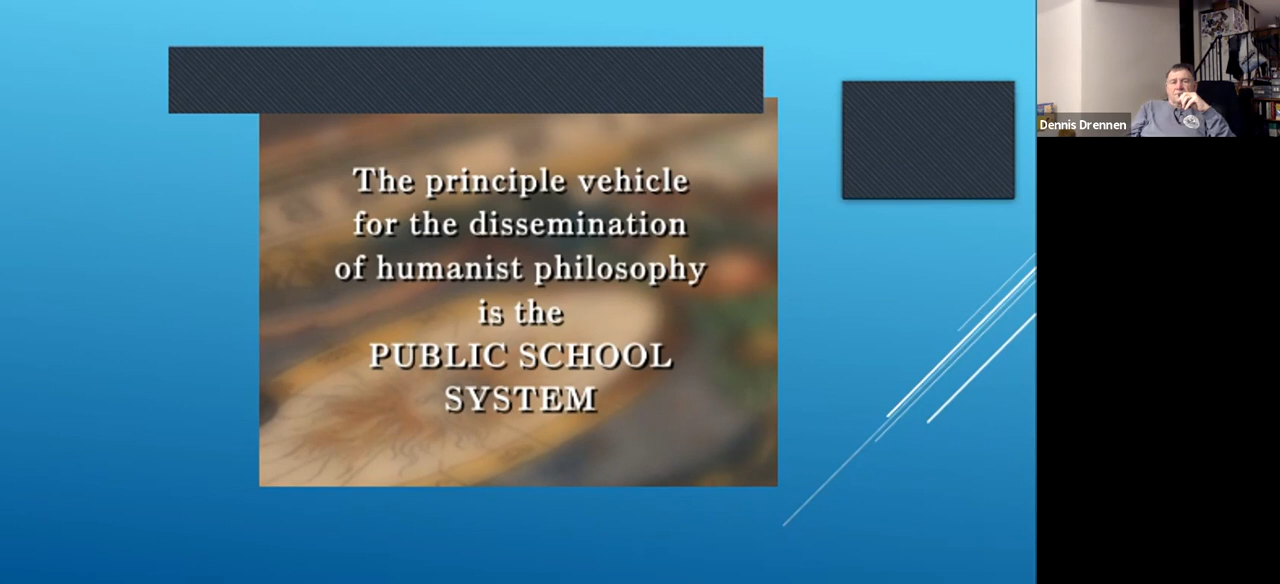 The principle vehicle
for the dissemination
of humanist philosophy
is the
PUBLIC SCHOOL
SYSTEM
Dennis Drennen